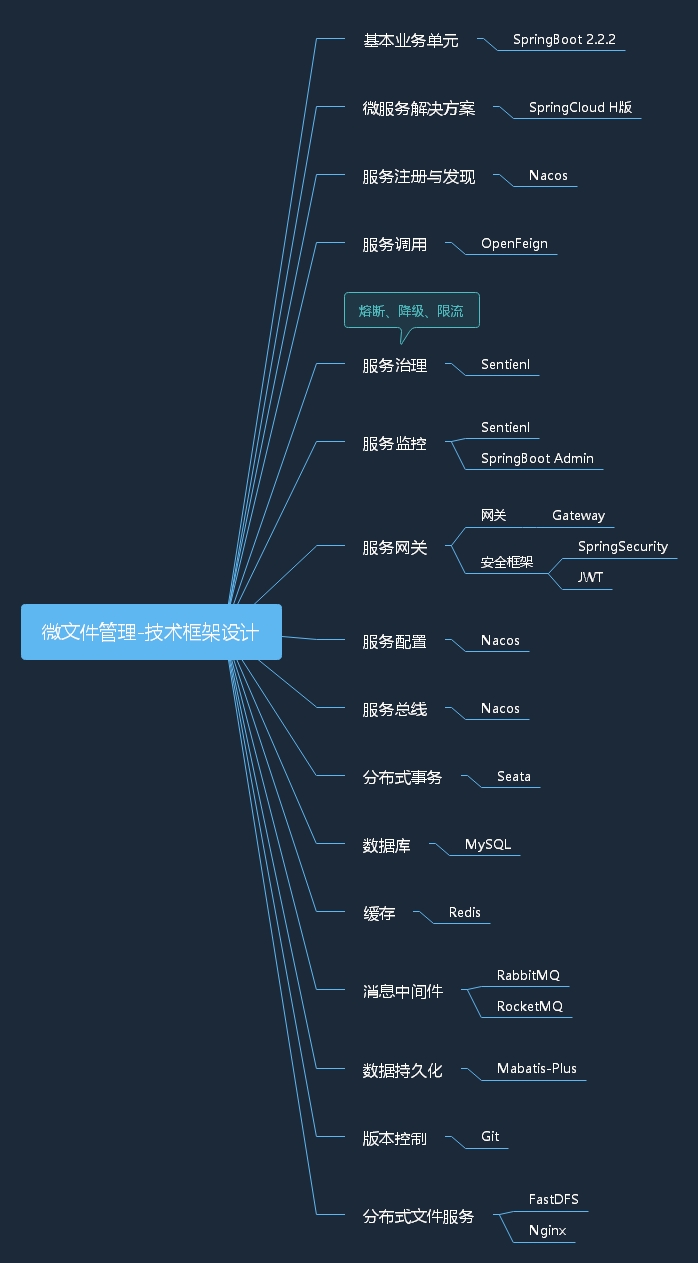 基本业务单元
SpringBoot 2.2.2
微服务解决方案
SpringCloud H版
服务注册与发现
Nacos
服务调用
OpenFeign
熔断、降级、限流
服务治理
Sentienl
服务监控
Sentienl
SpringBoot Admin
服务网关
网关
Gateway
安全框架
SpringSecurity
JWT
微文件管理-技术框架设计
服务配置
Nacos
服务总线
Nacos
分布式事务
Seata
数据库
MySQL
缓存
Redis
消息中间件
RabbitMQ
RocketMQ
数据持久化
Mabatis-Plus
版本控制
Git
分布式文件服务
FastDFS
Nginx